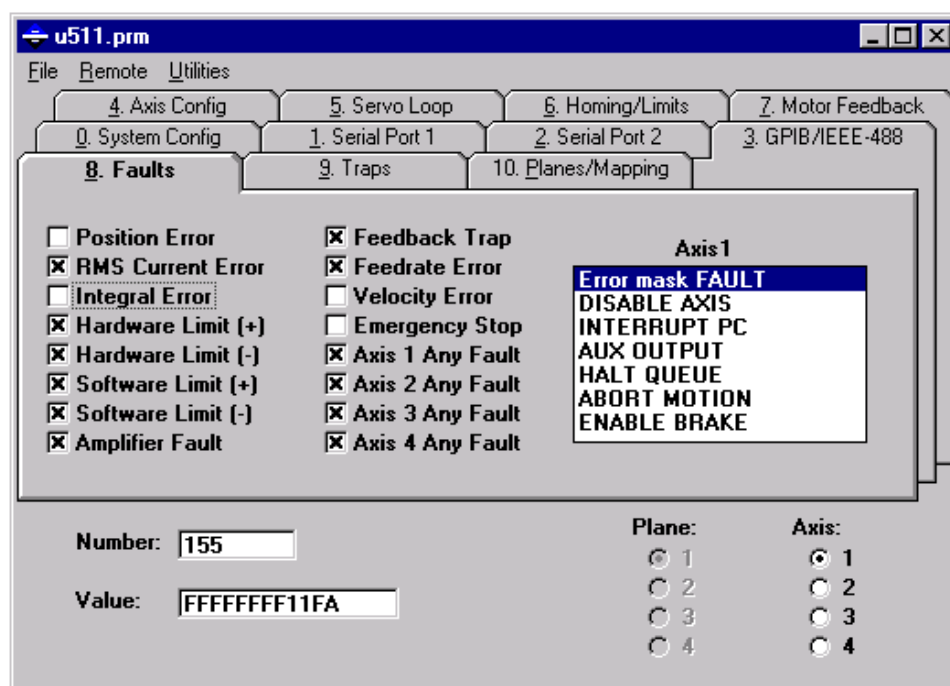 u511.prm
File Remote Utilities
4. Axis Config 5. Servo Loop 6. Homing/Limits 7. Motor Feedback
0. System Config 1. Serial Port 1 2. Serial Port 2 3. GPIB/IEEE-488
8. Faults 9. Traps 10. Planes/Mapping
Position Error
RMS Current Error
Integral Error
Hardware Limit (+)
Hardware Limit (-)
Software Limit (+)
Software Limit (-)
Amplifier Fault
Feedback Trap
Feedrate Error
Velocity Error
Emergency Stop
Axis 1 Any Fault
Axis 2 Any Fault
Axis 3 Any Fault
Axis 4 Any Fault
Axis1
Error mask FAULT
DISABLE AXIS
INTERRUPT PC
AUX OUTPUT
HALT QUEUE
ABORT MOTION
ENABLE BRAKE
Number: 155
Value: FFFFFFFF11FA
Plane:
1
2
3
4
Axis:
1
2
3
4